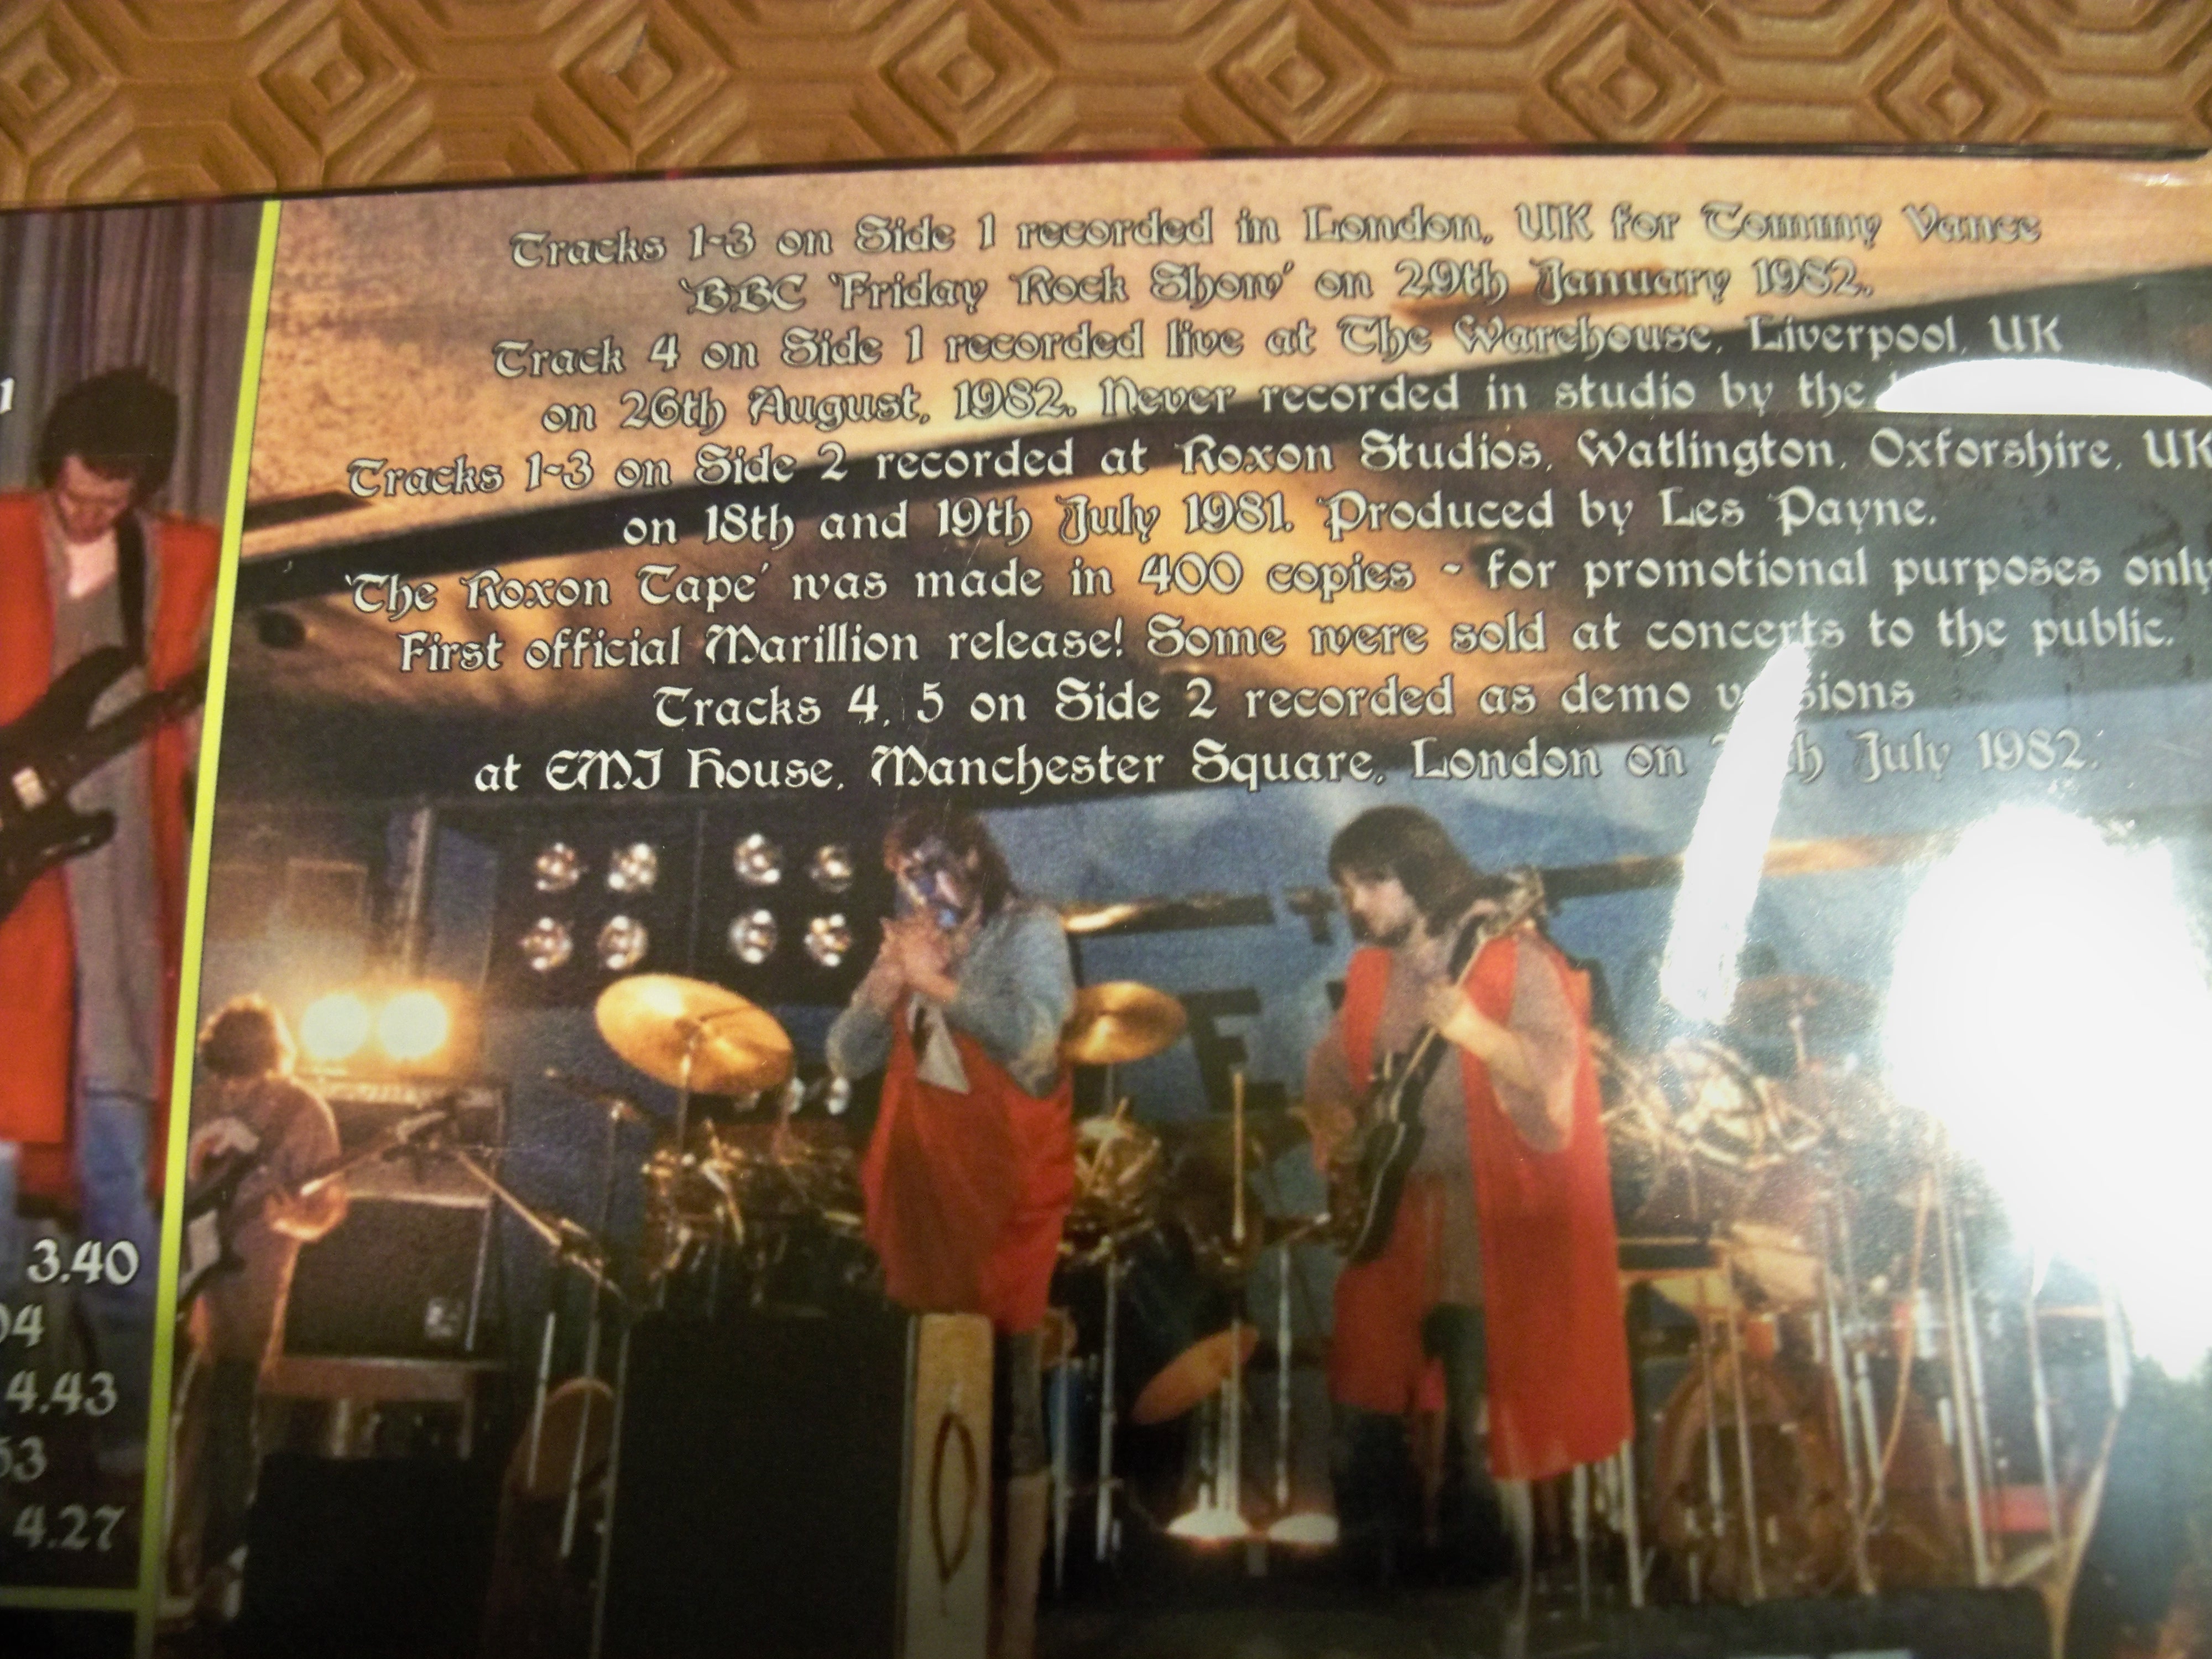 Tracks 1-3 on Side 1 recorded in London, UK for Tommy Vance
'BBC 'Friday Rock Show' on 29th January 1982.
Track 4 on Side 1 recorded live at The Warehouse, Liverpool, UK
on 26th August, 1982. Never recorded in studio by the
Tracks 1-3 on Side 2 recorded at Roxon Studios, Watlington, Oxforshire, UK
on 18th and 19th July 1981. Produced by Les Payne.
'The Roxon Tape' was made in 400 copies - for promotional purposes only
First official Marillion release! Some were sold at concerts to the public.
Tracks 4, 5 on Side 2 recorded as demo
at EMI House, Manchester Square, London on July 1982.
3.40
04
4.43
53
4.27